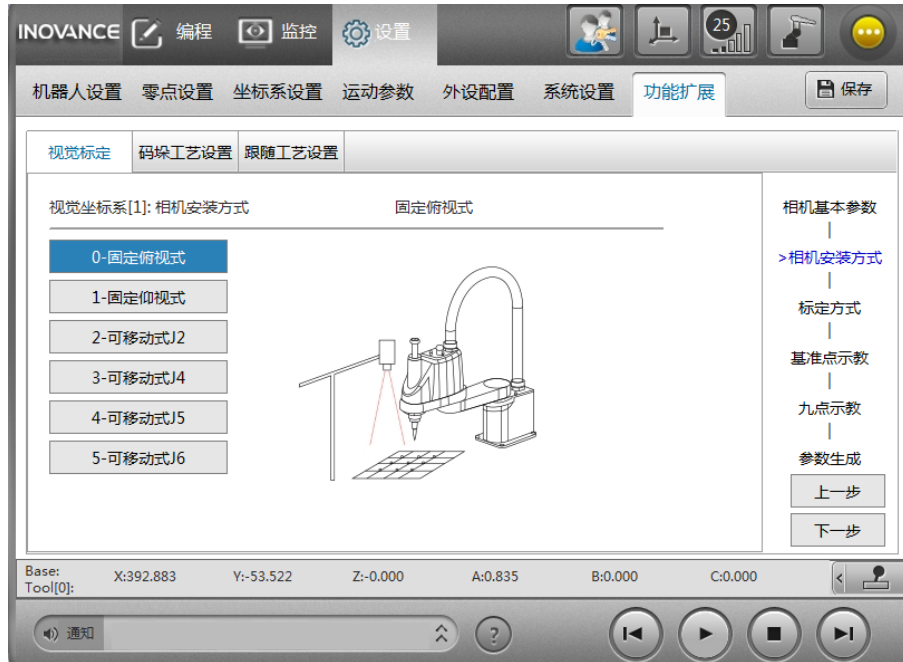 INOVANCE 编程 监控 设置 25
机器人设置 零点设置 坐标系设置 运动参数 外设配置 系统设置 功能扩展 保存
视觉标定 码垛工艺设置 跟随工艺设置
视觉坐标系[1]: 相机安装方式 固定俯视式
0-固定俯视式
1-固定仰视式
2-可移动式J2
3-可移动式J4
4-可移动式J5
5-可移动式J6
相机基本参数
>相机安装方式
标定方式
基准点示教
九点示教
参数生成
上一步
下一步
Base: X:392.883 Y:-53.522 Z:-0.000 A:0.835 B:0.000 C:0.000
Tool[0]:
通知 ?